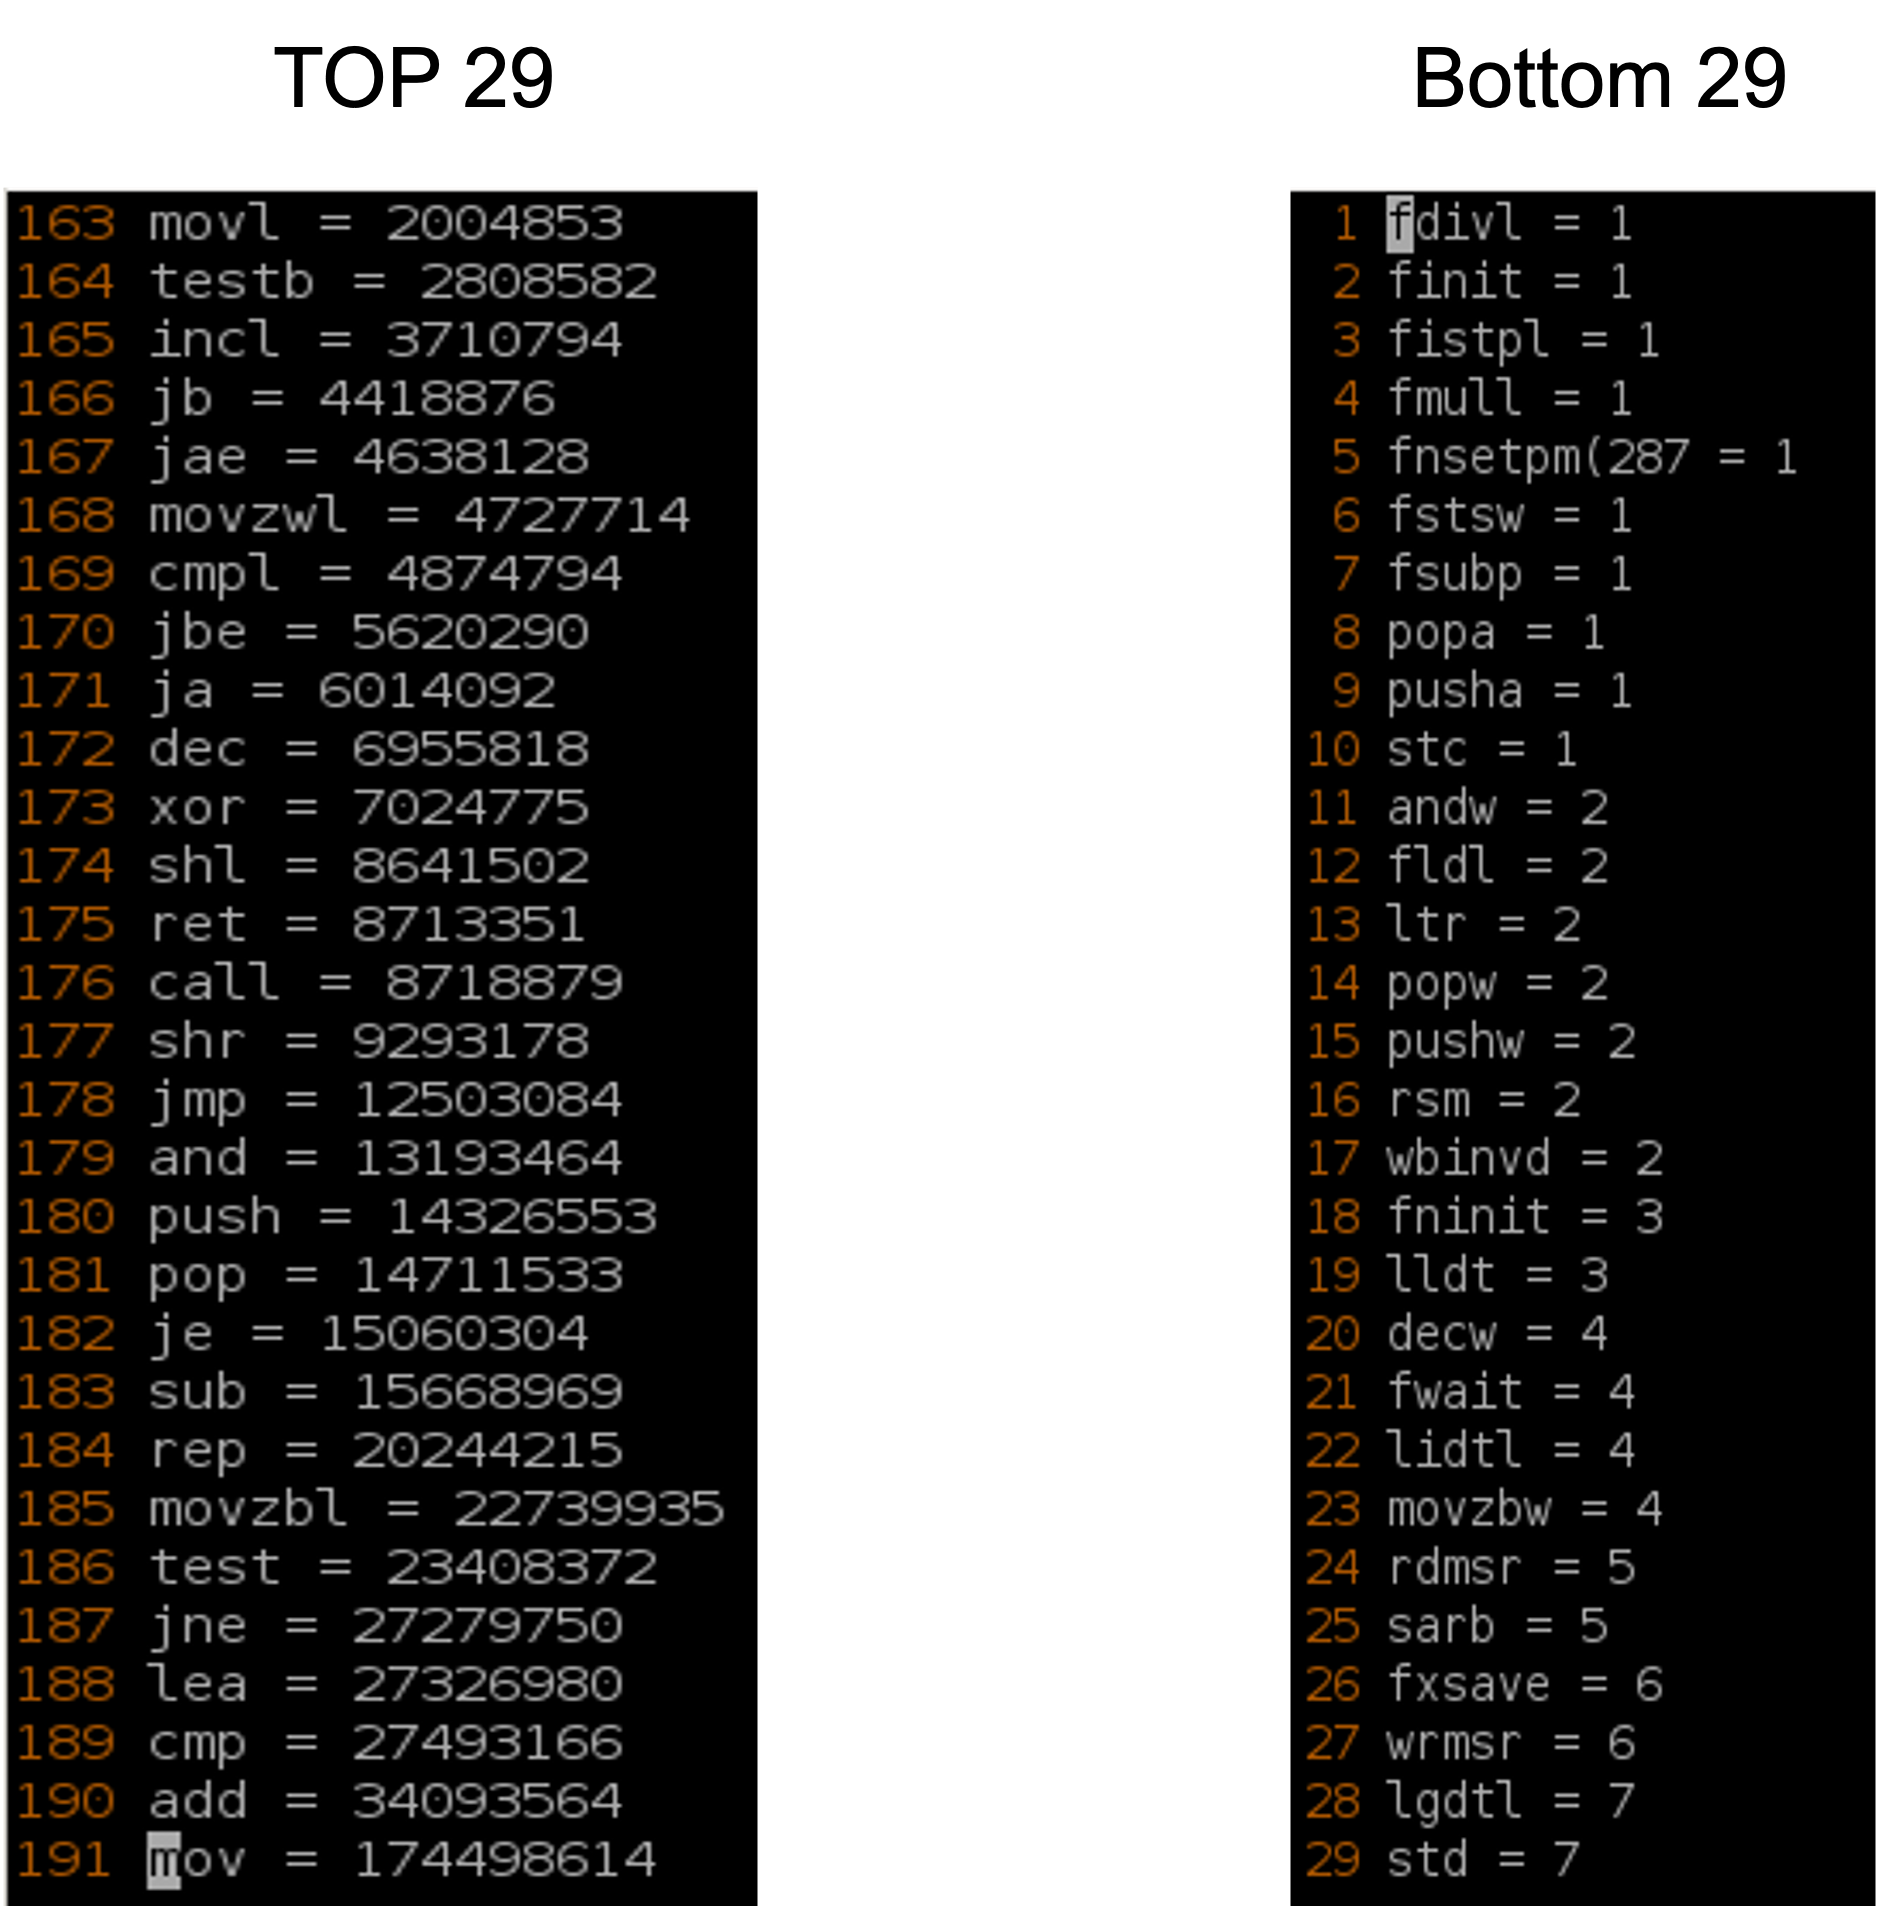 TOP 29
163 movl = 2004853
164 testb = 2808582
165 incl = 3710794
166 jb = 4418876
167 jae = 4638128
168 movzwl = 4727714
169 cmpl = 4874794
170 jbe = 5620290
171 ja = 6014092
172 dec = 6955818
173 xor = 7024775
174 shl = 8641502
175 ret = 8713351
176 call = 8718879
177 shr = 9293178
178 jmp = 12503084
179 and = 13193464
180 push = 14326553
181 pop = 14711533
182 je = 15060304
183 sub = 15668969
184 rep = 20244215
185 movzbl = 22739935
186 test = 23408372
187 jne = 27279750
188 lea = 27326980
189 cmp = 27493166
190 add = 34093564
191 mov = 174498614
Bottom 29
1 fdivl = 1
2 finit = 1
3 fistpl = 1
4 fmull = 1
5 fnsetpm(287 = 1
6 fstsw = 1
7 fsubp = 1
8 popa = 1
9 pusha = 1
10 stc = 1
11 andw = 2
12 fldl = 2
13 ltr = 2
14 popw = 2
15 pushw = 2
16 rsm = 2
17 wbinvd = 2
18 fninit = 3
19 lldt = 3
20 decw = 4
21 fwait = 4
22 lidtl = 4
23 movzbw = 4
24 rdmsr = 5
25 sarb = 5
26 fxsave = 6
27 wrmsr = 6
28 lgdtl = 7
29 std = 7